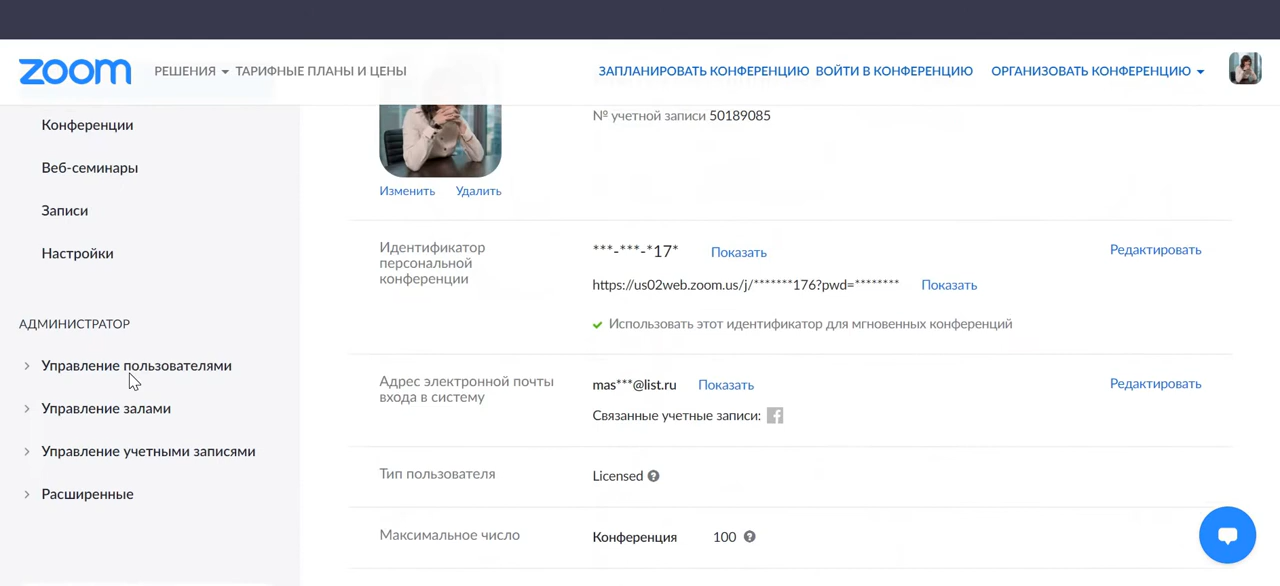 zoom РЕШЕНИЯ ТАРИФНЫЕ ПЛАНЫ И ЦЕНЫ ЗАПЛАНИРОВАТЬ КОНФЕРЕНЦИЮ ВОЙТИ В КОНФЕРЕНЦИЮ ОРГАНИЗОВАТЬ КОНФЕРЕНЦИЮ
Конференции
Веб-семинары
Записи
Настройки
АДМИНИСТРАТОР
Управление пользователями
Управление залами
Управление учетными записями
Расширенные
№ учетной записи 50189085
Изменить Удалить
Идентификатор
персональной
конференции
***-***-*17* Показать Редактировать
https://us02web.zoom.us/j/*******176?pwd=******** Показать
Использовать этот идентификатор для мгновенных конференций
Адрес электронной почты
входа в систему
mas***@list.ru Показать Редактировать
Связанные учетные записи:
Тип пользователя Licensed
Максимальное число Конференция 100